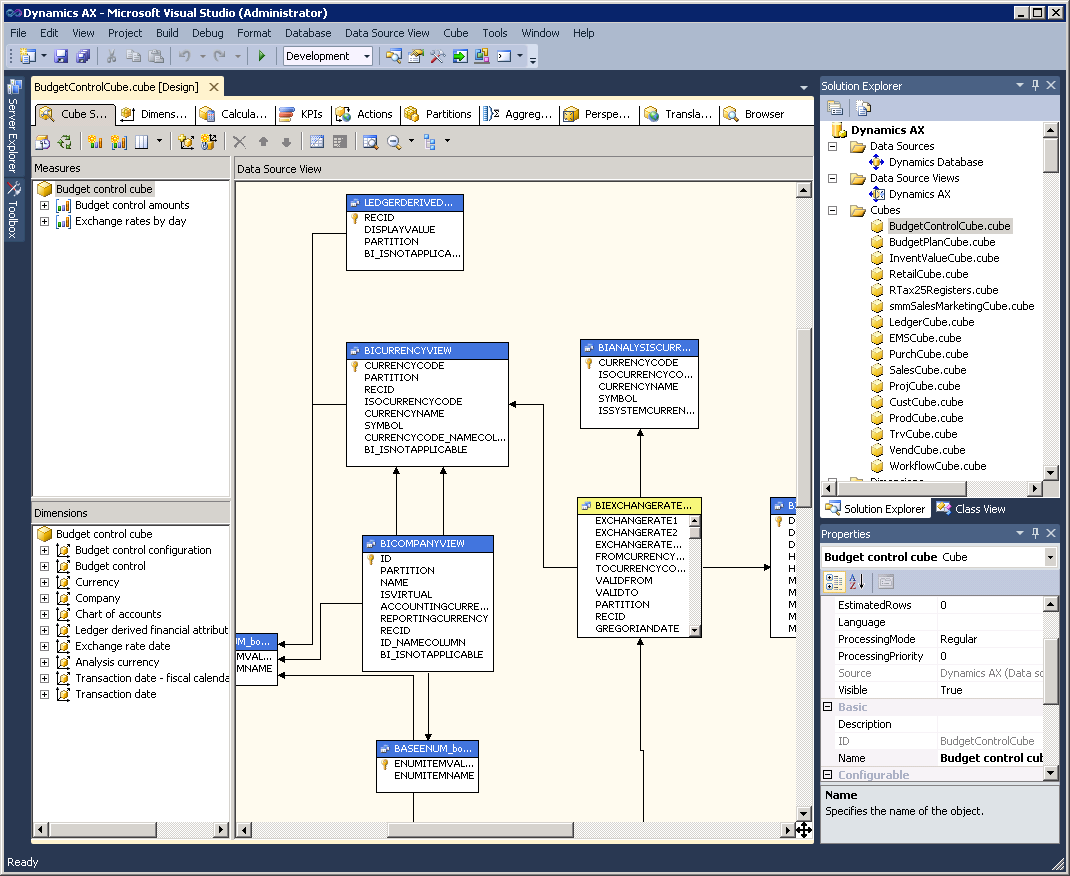 Dynamics AX - Microsoft Visual Studio (Administrator)
File Edit View Project Build Debug Format Database Data Source View Cube Tools Window Help
Development
Server Explorer
Toolbox
BudgetControlCube.cube [Design]
Cube S... Dimens... Calcula... KPIs Actions Partitions Aggreg... Perspe... Transla... Browser
Measures
Budget control cube
Budget control amounts
Exchange rates by day
Dimensions
Budget control cube
Budget control configuration
Budget control
Currency
Company
Chart of accounts
Ledger derived financial attribut
Exchange rate date
Analysis currency
Transaction date - fiscal calenda
Transaction date
Data Source View
LEDGERDERIVED...
RECID
DISPLAYVALUE
PARTITION
BI_ISNOTAPPLICA...
BICURRENCYVIEW
CURRENCYCODE
PARTITION
RECID
ISOCURRENCYCODE
CURRENCYNAME
SYMBOL
CURRENCYCODE_NAMECOL...
BI_ISNOTAPPLICABLE
BIANALYSISCURR...
CURRENCYCODE
ISOCURRENCYCO...
CURRENCYNAME
SYMBOL
ISSYSTEMCURREN...
BICOMPANYVIEW
ID
PARTITION
NAME
ISVIRTUAL
ACCOUNTINGCURRE...
REPORTINGCURRENCY
RECID
ID_NAMECOLUMN
BI_ISNOTAPPLICABLE
BIEXCHANGERATE...
EXCHANGERATE1
EXCHANGERATE2
EXCHANGERATE...
FROMCURRENCY...
TOCURRENCYCO...
VALIDFROM
VALIDTO
PARTITION
RECID
GREGORIANDATE
D
D
D
H
H
M
M
M
M
M
UM_bo...
MVAL...
MNAME
BASEENUM_bo...
ENUMITEMVAL...
ENUMITEMNAME
Solution Explorer
Dynamics AX
Data Sources
Dynamics Database
Data Source Views
Dynamics AX
Cubes
BudgetControlCube.cube
BudgetPlanCube.cube
InventValueCube.cube
RetailCube.cube
RTax25Registers.cube
smmSalesMarketingCube.cube
LedgerCube.cube
EMSCube.cube
PurchCube.cube
SalesCube.cube
ProjCube.cube
CustCube.cube
ProdCube.cube
TrvCube.cube
VendCube.cube
WorkflowCube.cube
Solution Explorer Class View
Properties
Budget control cube Cube
EstimatedRows 0
Language
ProcessingMode Regular
ProcessingPriority 0
Source Dynamics AX (Data so
Visible True
Basic
Description
ID BudgetControlCube
Name Budget control cub
Configurable
Name
Specifies the name of the object.
Ready